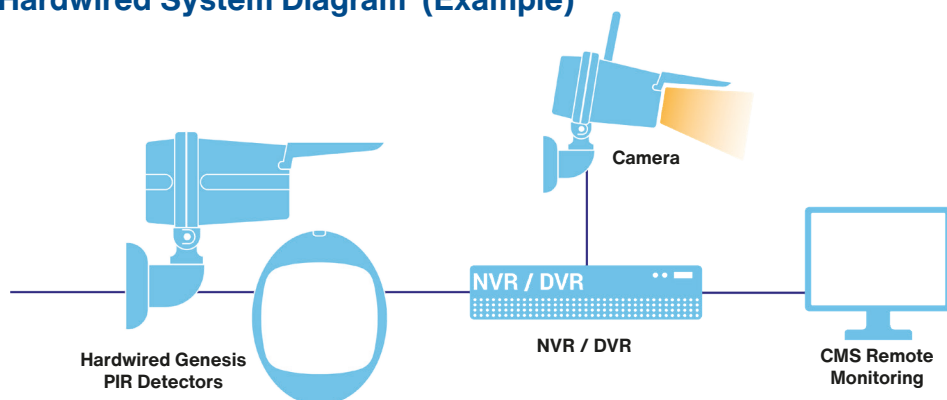 Hardwired System Diagram (Example)
Camera
NVR / DVR
NVR / DVR
Hardwired Genesis
PIR Detectors
CMS Remote
Monitoring